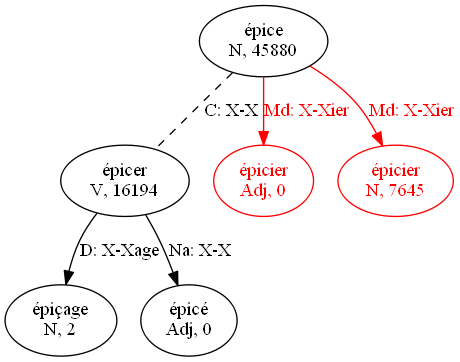 épice
N, 45880
C: X-X
Md: X-Xier
Md: X-Xier
épicer
V, 16194
épicier
Adj, 0
épicier
N, 7645
D: X-Xage
Na: X-X
épiçage
N, 2
épicé
Adj, 0